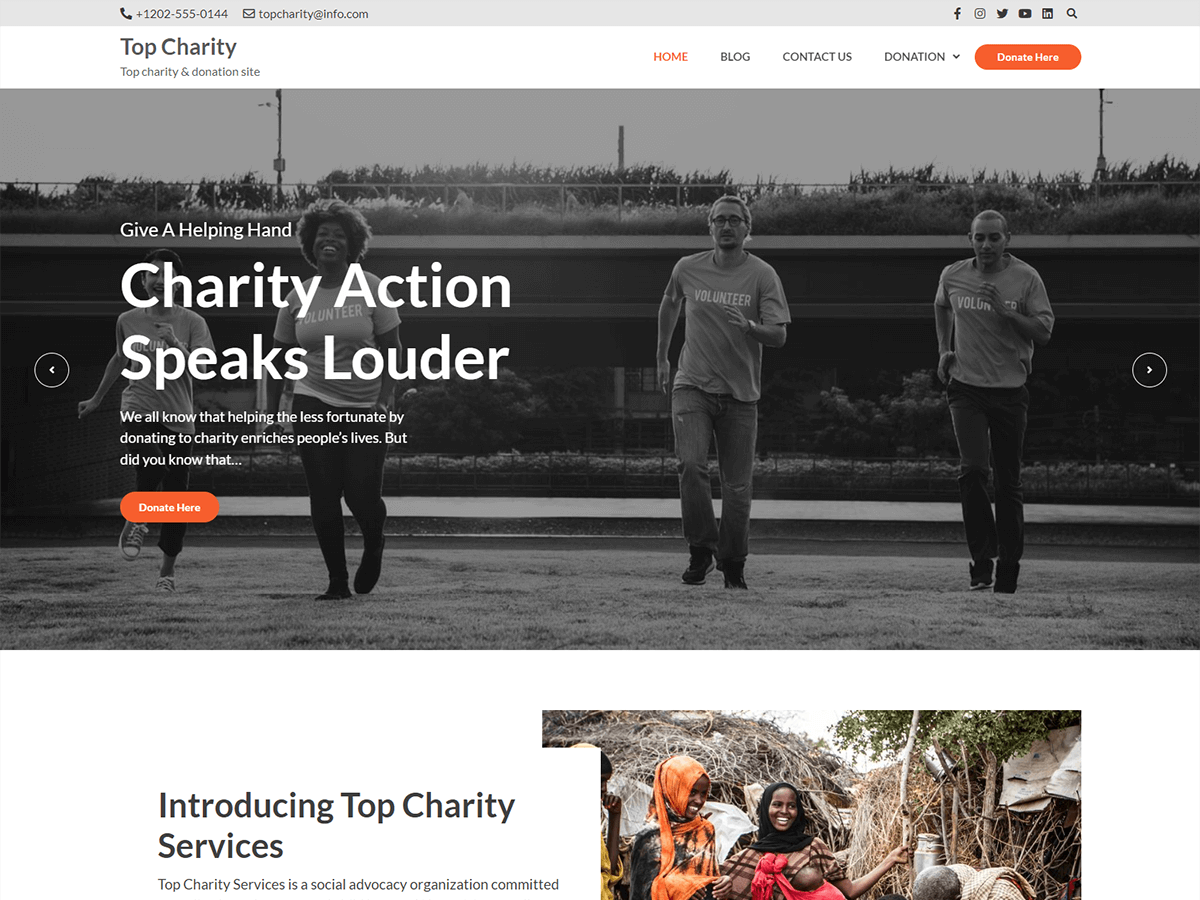 +1202-555-0144 topcharity@info.com
Top Charity
Top charity & donation site
HOME BLOG CONTACT US DONATION Donate Here
Give A Helping Hand
Charity Action
Speaks Louder
We all know that helping the less fortunate by
donating to charity enriches people’s lives. But
did you know that...
Donate Here
VOLUNTEER
VOLUNTEER
Introducing Top Charity
Services
Top Charity Services is a social advocacy organization committed